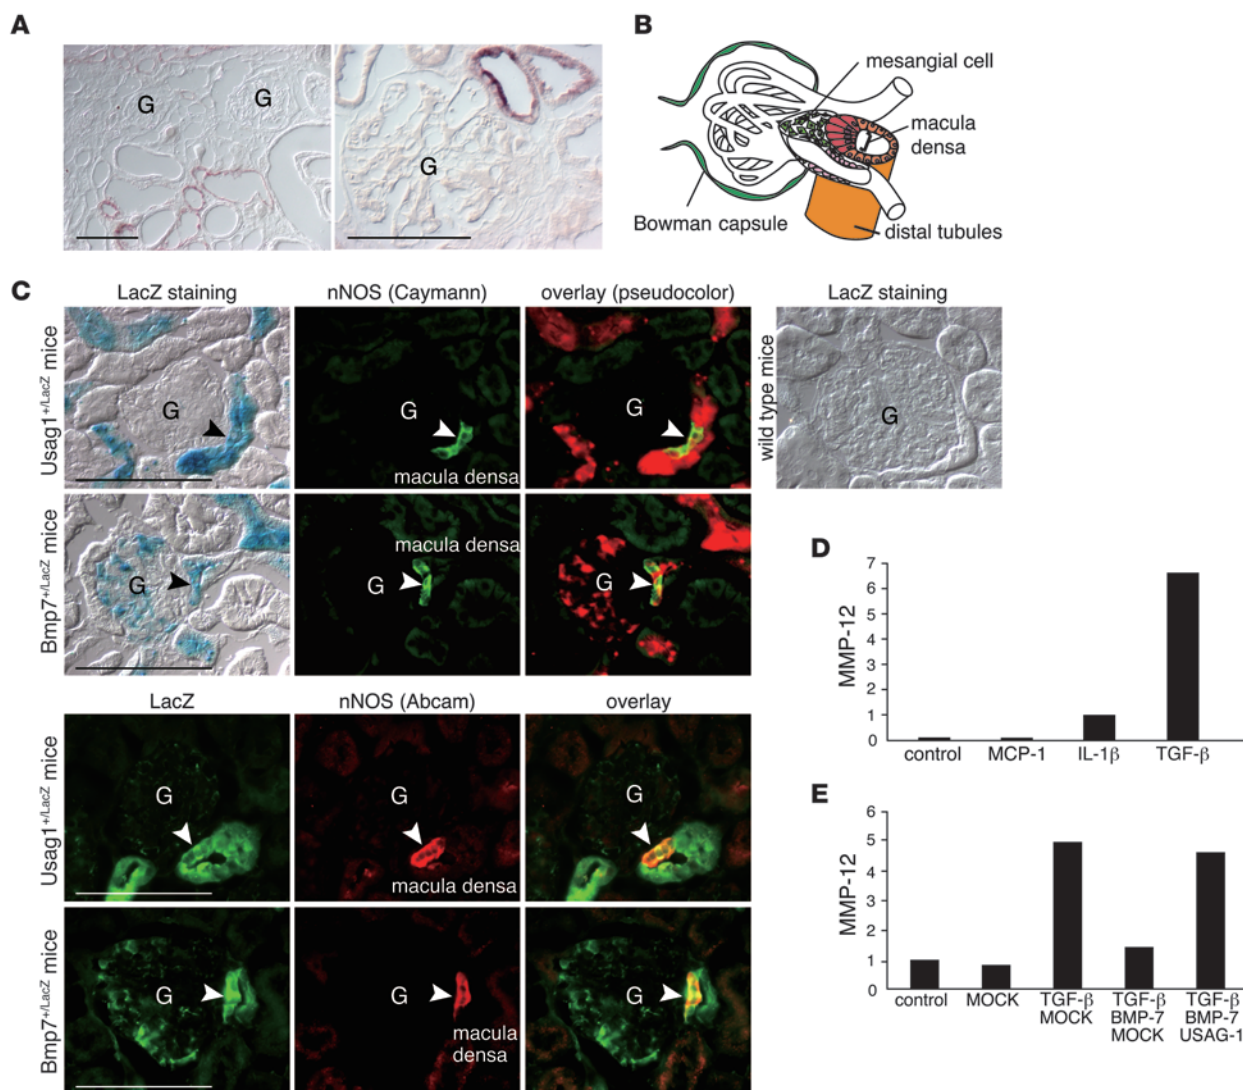 A
G
G
G
B
mesangial cell
macula
densa
Bowman capsule
distal tubules
C
LacZ staining
nNOS (Caymann)
overlay (pseudocolor)
LacZ staining
Usag1+/LacZ mice
G
G
macula densa
G
wild type mice
G
Bmp7+/LacZ mice
G
macula densa
G
G
LacZ
nNOS (Abcam)
overlay
Usag1+/LacZ mice
G
G
macula densa
G
Bmp7+/LacZ mice
G
G
macula
densa
G
D
MMP-12
7
6
5
4
3
2
1
0
control
MCP-1
IL-1β
TGF-β
E
MMP-12
6
5
4
3
2
1
0
control
MOCK
TGF-β
MOCK
TGF-β
BMP-7
MOCK
TGF-β
BMP-7
USAG-1